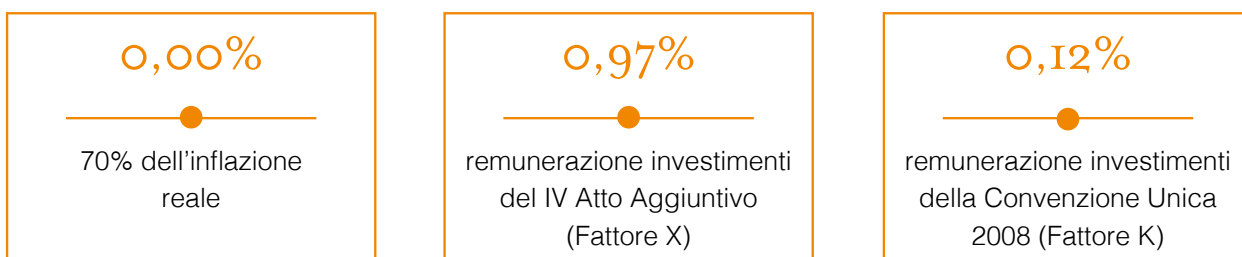 0,00%
70% dell'inflazione
reale
0,97%
remunerazione investimenti
del IV Atto Aggiuntivo
(Fattore X)
0,12%
remunerazione investimenti
della Convenzione Unica
2008 (Fattore K)